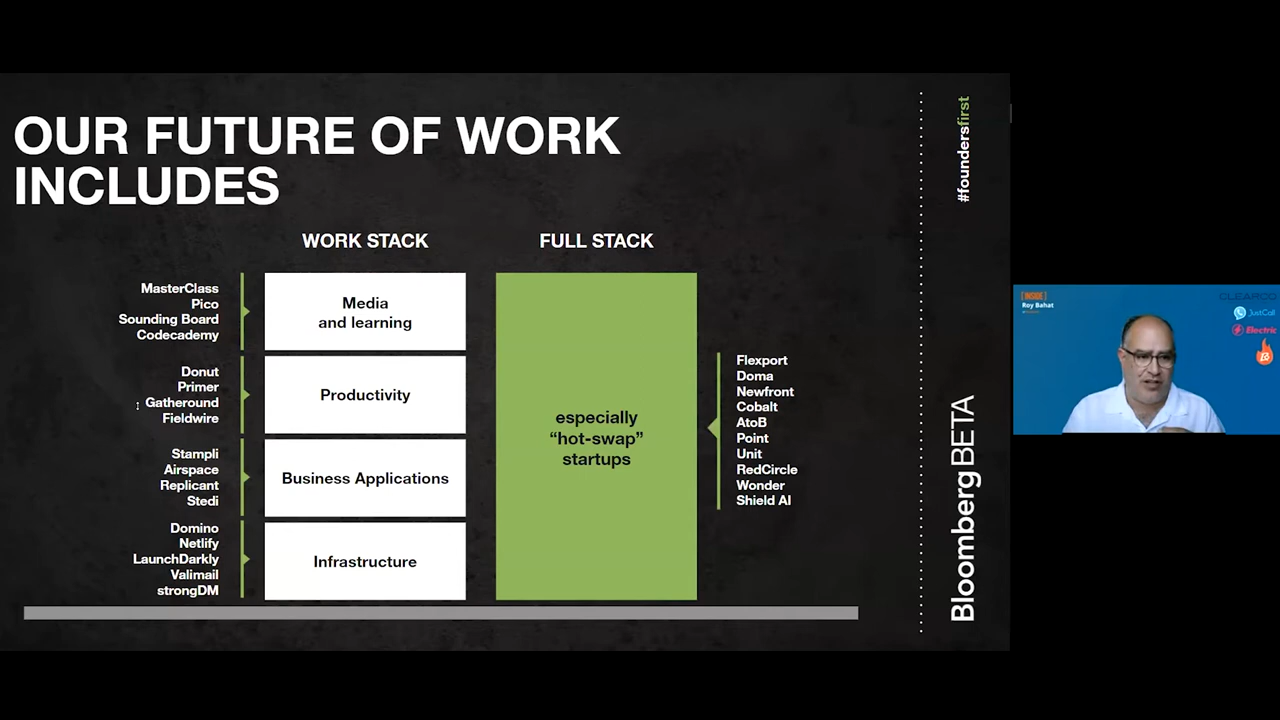 OUR FUTURE OF WORK
INCLUDES
WORK STACK
FULL STACK
MasterClass
Pico
Sounding Board
Codecademy
Media
and learning
Donut
Primer
Gatheround
Fieldwire
Productivity
Stampli
Airspace
Replicant
Stedi
Business Applications
Domino
Netlify
LaunchDarkly
Valimail
strongDM
Infrastructure
especially
“hot-swap”
startups
Flexport
Doma
Newfront
Cobalt
AtoB
Point
Unit
RedCircle
Wonder
Shield AI
#foundersfirst
Bloomberg BETA
[INSIDE]
Roy Bahat
CLEARCO
JustCall
Electric